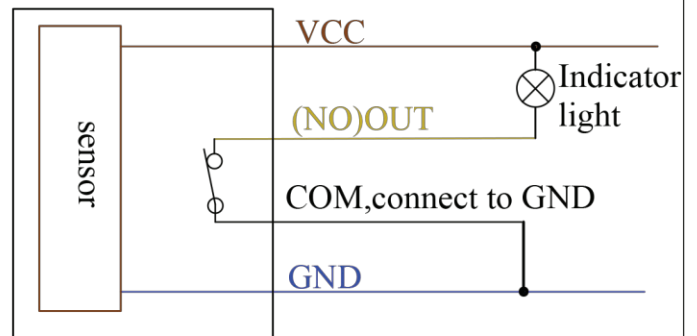 VCC
Indicator
light
(NO)OUT
sensor
COM,connect to GND
GND